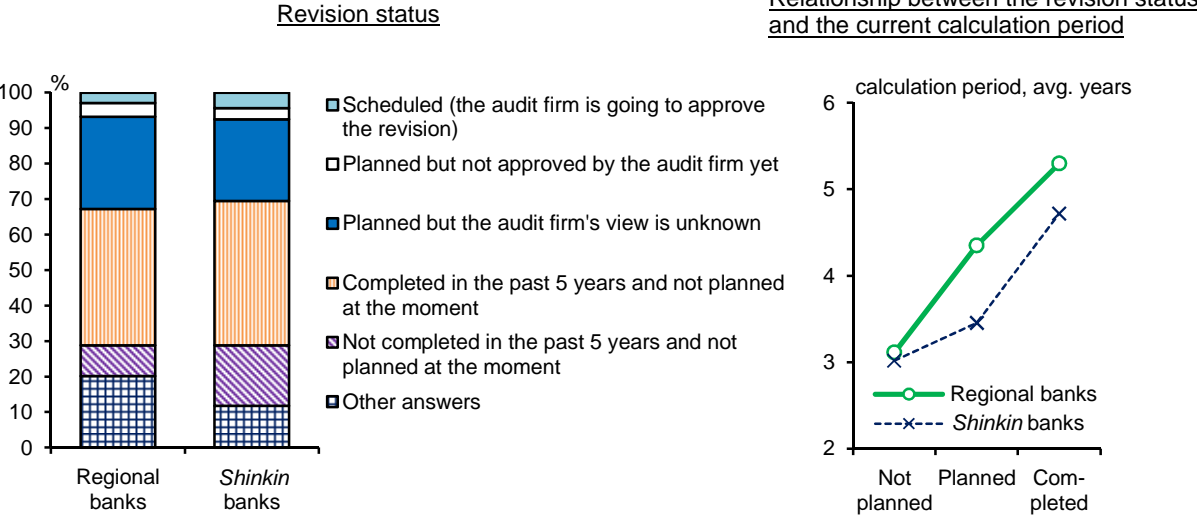 Revision status
Relationship between the revision status
and the current calculation period
%
100
90
80
70
60
50
40
30
20
10
0
Regional
banks
Shinkin
banks
Scheduled (the audit firm is going to approve
the revision)
Planned but not approved by the audit firm yet
Planned but the audit firm's view is unknown
Completed in the past 5 years and not planned
at the moment
Not completed in the past 5 years and not
planned at the moment
Other answers
calculation period, avg. years
6
5
4
3
2
Regional banks
Shinkin banks
Not
planned
Planned
Com-
pleted